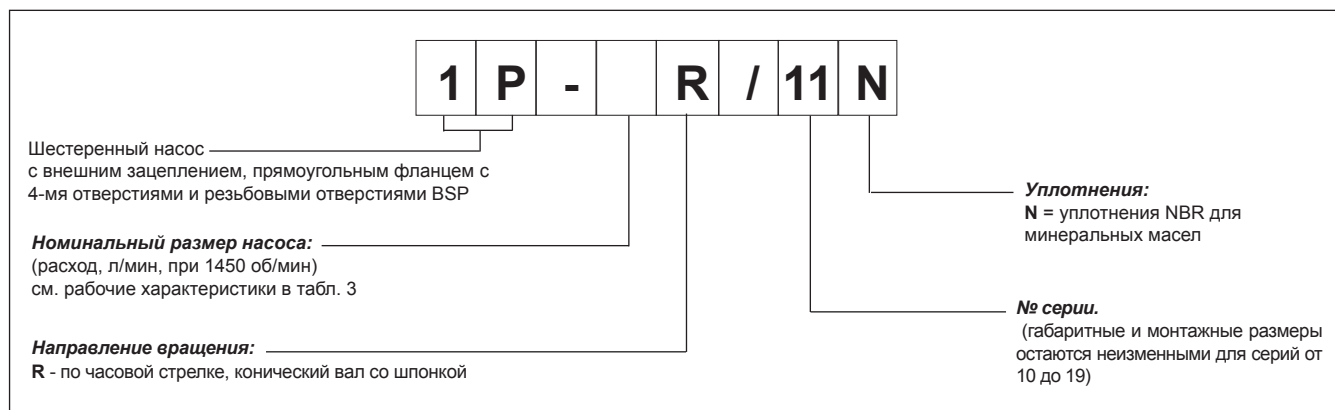 1 P - R / 11 N
Шестеренный насос
с внешним зацеплением, прямоугольным фланцем с
4-мя отверстиями и резьбовыми отверстиями BSP
Номинальный размер насоса:
(расход, л/мин, при 1450 об/мин)
см. рабочие характеристики в табл. 3
Направление вращения:
R - по часовой стрелке, конический вал со шпонкой
Уплотнения:
N = уплотнения NBR для
минеральных масел
№ серии.
(габаритные и монтажные размеры
остаются неизменными для серий от
10 до 19)